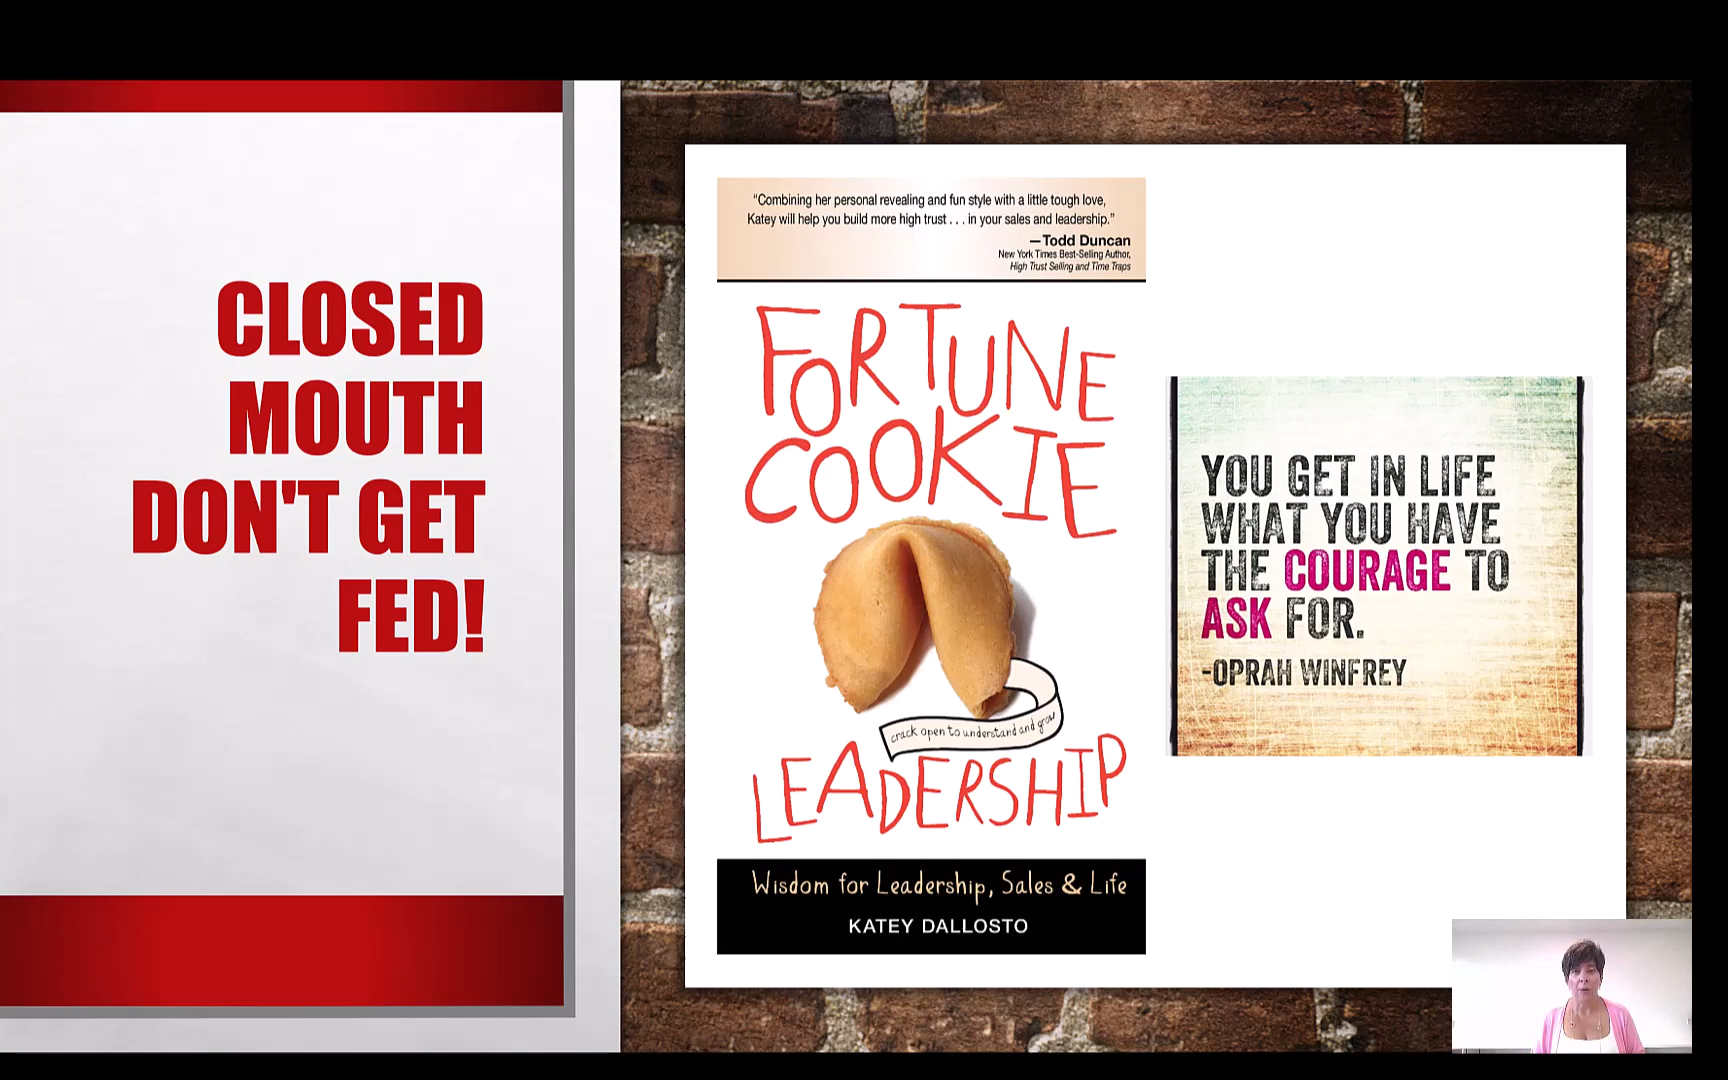 CLOSED
MOUTH
DON'T GET
FED!
“Combining her personal revealing and fun style with a little tough love,
Katey will help you build more high trust . . . in your sales and leadership.”
—Todd Duncan
New York Times Best-Selling Author,
High Trust Selling and Time Traps
FORTUNE
COOKIE
crack open to understand and grow
LEADERSHIP
Wisdom for Leadership, Sales & Life
KATEY DALLOSTO
YOU GET IN LIFE
WHAT YOU HAVE
THE COURAGE TO
ASK FOR.
-OPRAH WINFREY